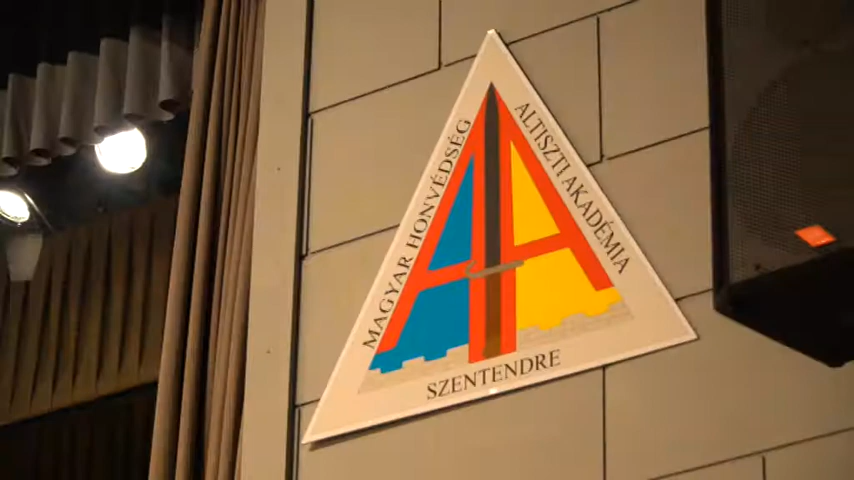 MAGYAR HONVÉDSÉG
ALTISZTI AKADÉMIA
SZENTENDRE